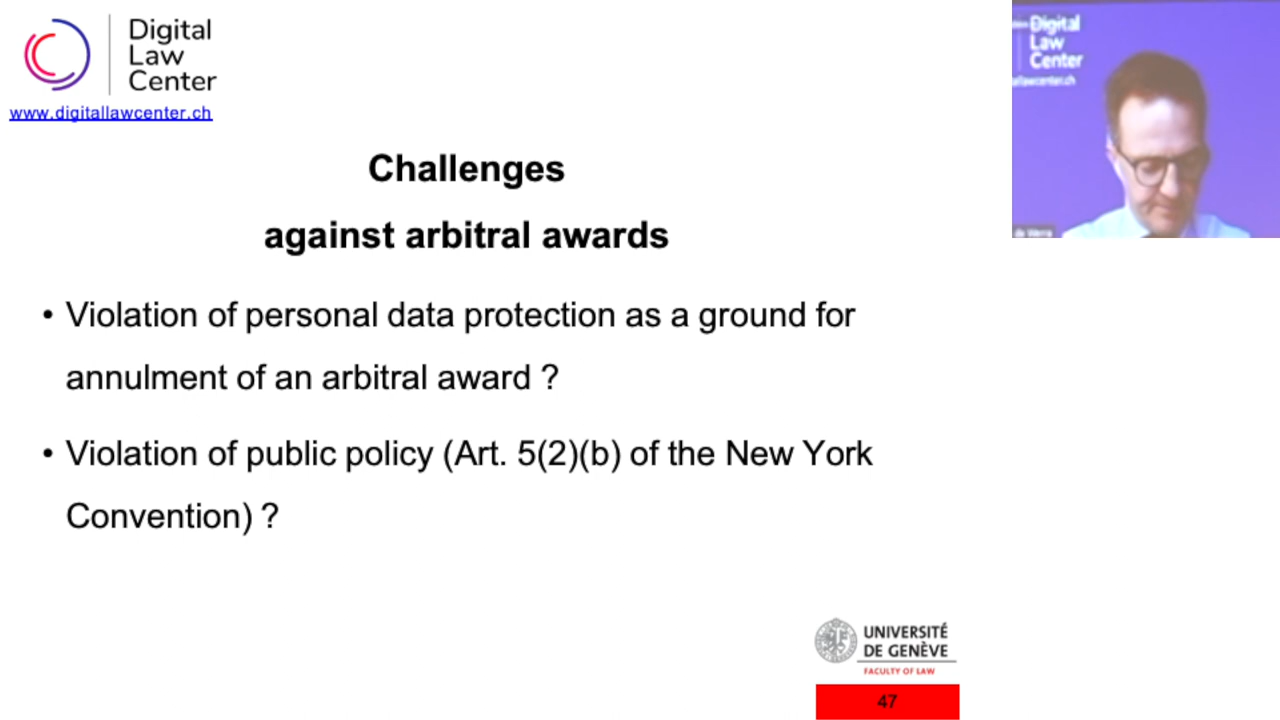 Digital
Law
Center
www.digitallawcenter.ch
Challenges
against arbitral awards
• Violation of personal data protection as a ground for
annulment of an arbitral award ?
• Violation of public policy (Art. 5(2)(b) of the New York
Convention) ?
UNIVERSITÉ
DE GENÈVE
FACULTY OF LAW
47
Digital
Law
Center
de Werra